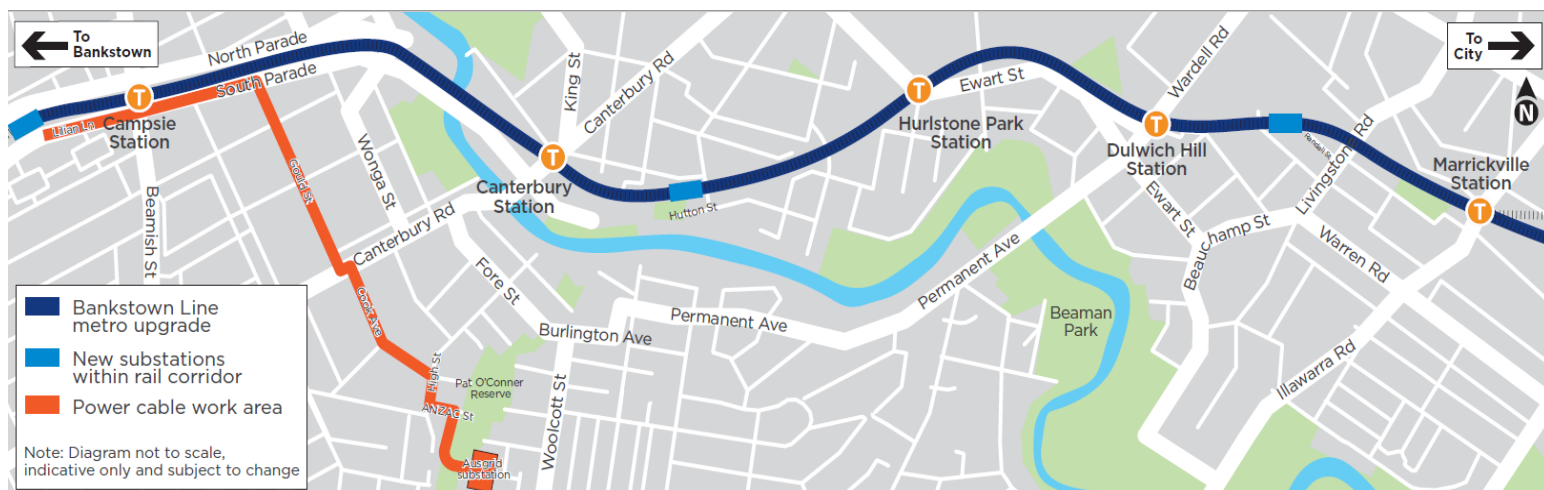 To
Bankstown
To
City
N
North Parade
South Parade
Lilian Ln
Campsie
Station
Beamish St
Gould St
Wonga St
King St
Canterbury Rd
T
T
T
T
T
Canterbury
Station
Hutton St
Canterbury Rd
Fore St
Cook Ave
High St
ANZAC St
Pat O'Conner
Reserve
Ausgrid
substation
Burlington Ave
Woolcott St
Permanent Ave
Permanent Ave
Hurlstone Park
Station
Ewart St
Wardell Rd
Dulwich Hill
Station
Ewart St
Beauchamp St
Randall St
Livingstone Rd
Marrickville
Station
Warren Rd
Illawarra Rd
Beaman
Park
Bankstown Line
metro upgrade
New substations
within rail corridor
Power cable work area
Note: Diagram not to scale,
indicative only and subject to change